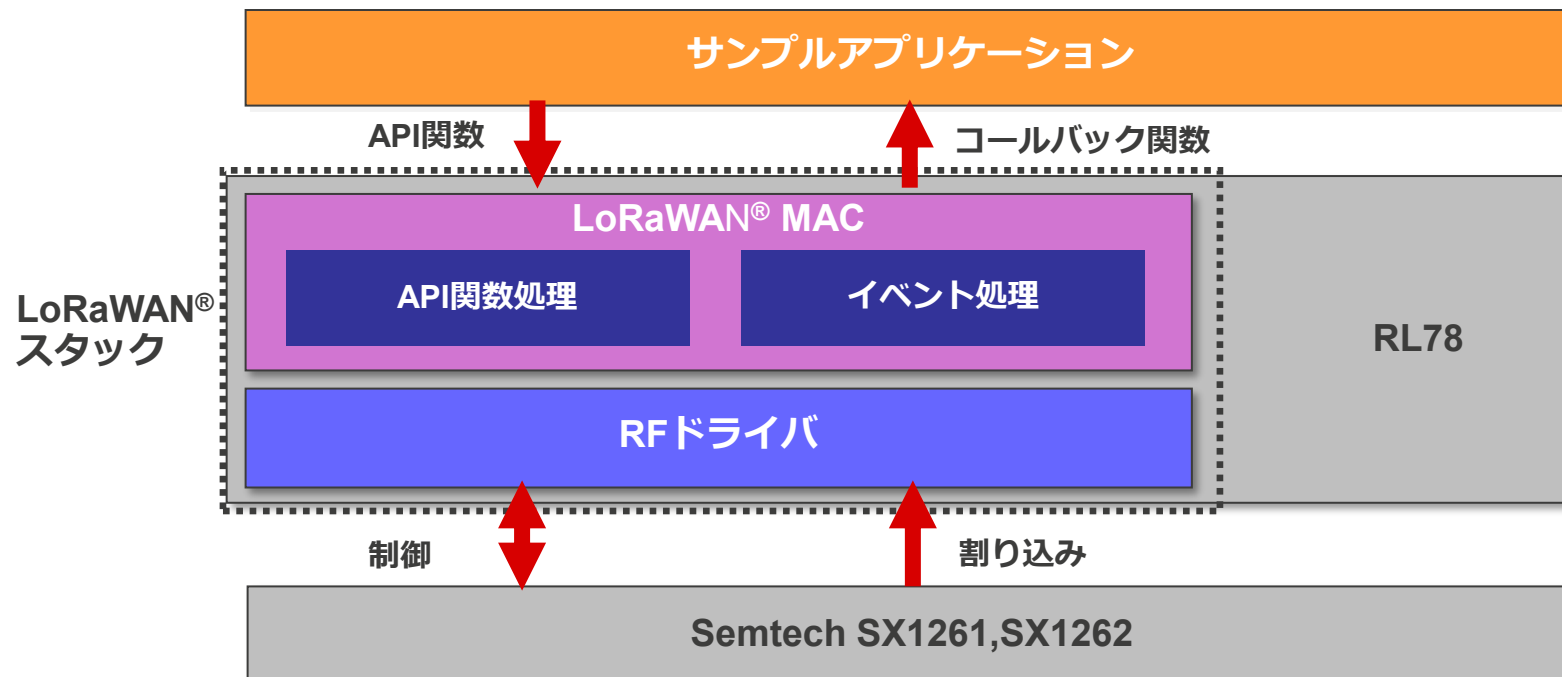 サンプルアプリケーション
API関数
コールバック関数
LoRaWAN® MAC
API関数処理
イベント処理
LoRaWAN®
スタック
RL78
RFドライバ
制御
割り込み
Semtech SX1261,SX1262